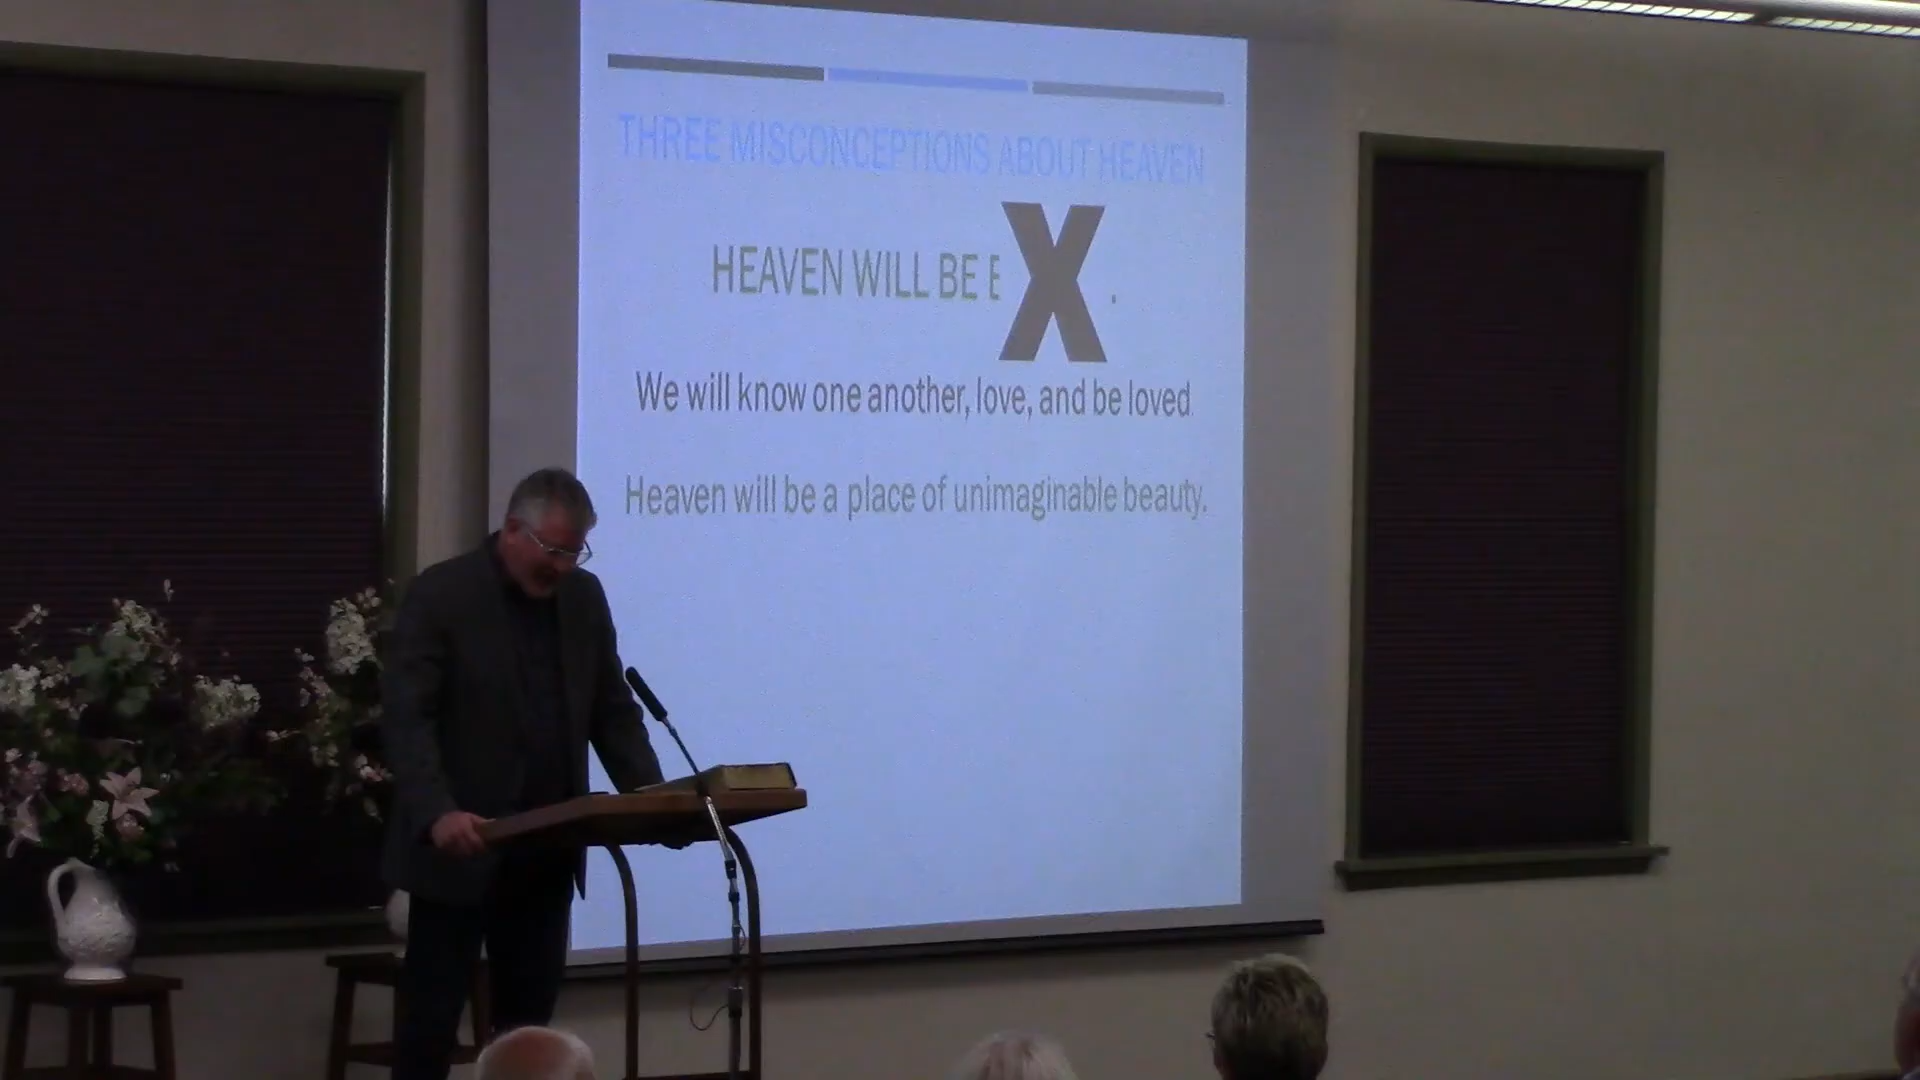 THREE MISCONCEPTIONS ABOUT HEAVEN
HEAVEN WILL BE B X .
We will know one another, love, and be loved
Heaven will be a place of unimaginable beauty.